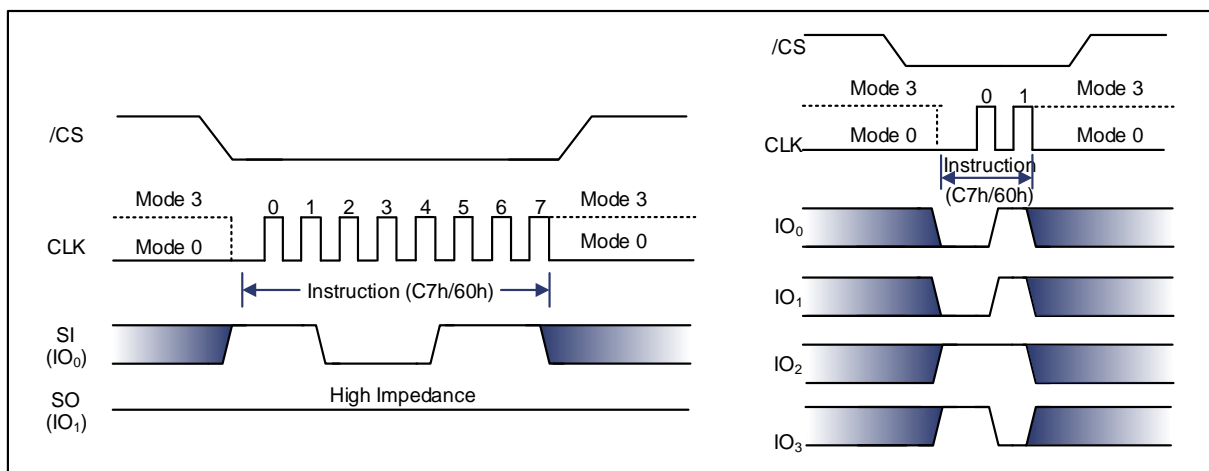 /CS
Mode 3
0 1 2 3 4 5 6 7
Mode 3
CLK
Mode 0
Mode 0
Instruction (C7h/60h)
SI
(IO0)
High Impedance
SO
(IO1)
/CS
Mode 3
0 1
Mode 3
CLK
Mode 0
Mode 0
Instruction
(C7h/60h)
IO0
IO1
IO2
IO3